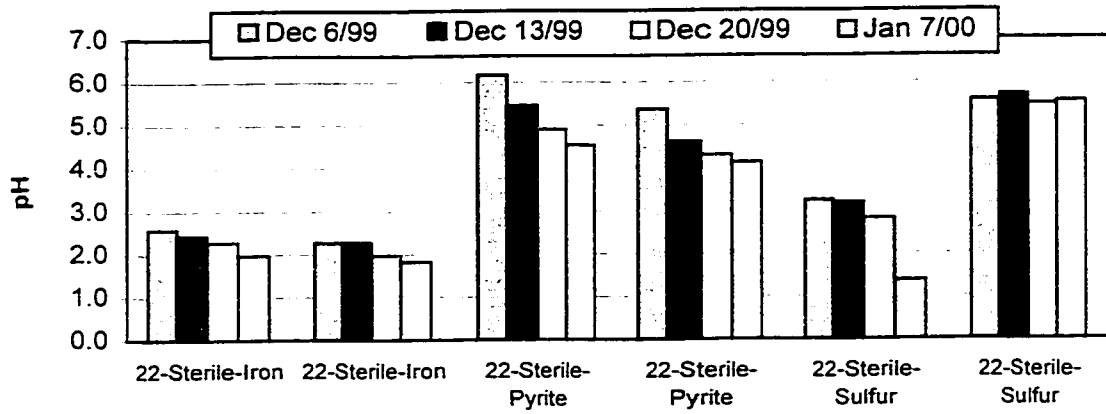 Dec 6/99 Dec 13/99 Dec 20/99 Jan 7/00
7.0
6.0
5.0
4.0
3.0
2.0
1.0
0.0
pH
22-Sterile-Iron 22-Sterile-Iron 22-Sterile- 22-Sterile- 22-Sterile- 22-Sterile-
Pyrite Pyrite Sulfur Sulfur